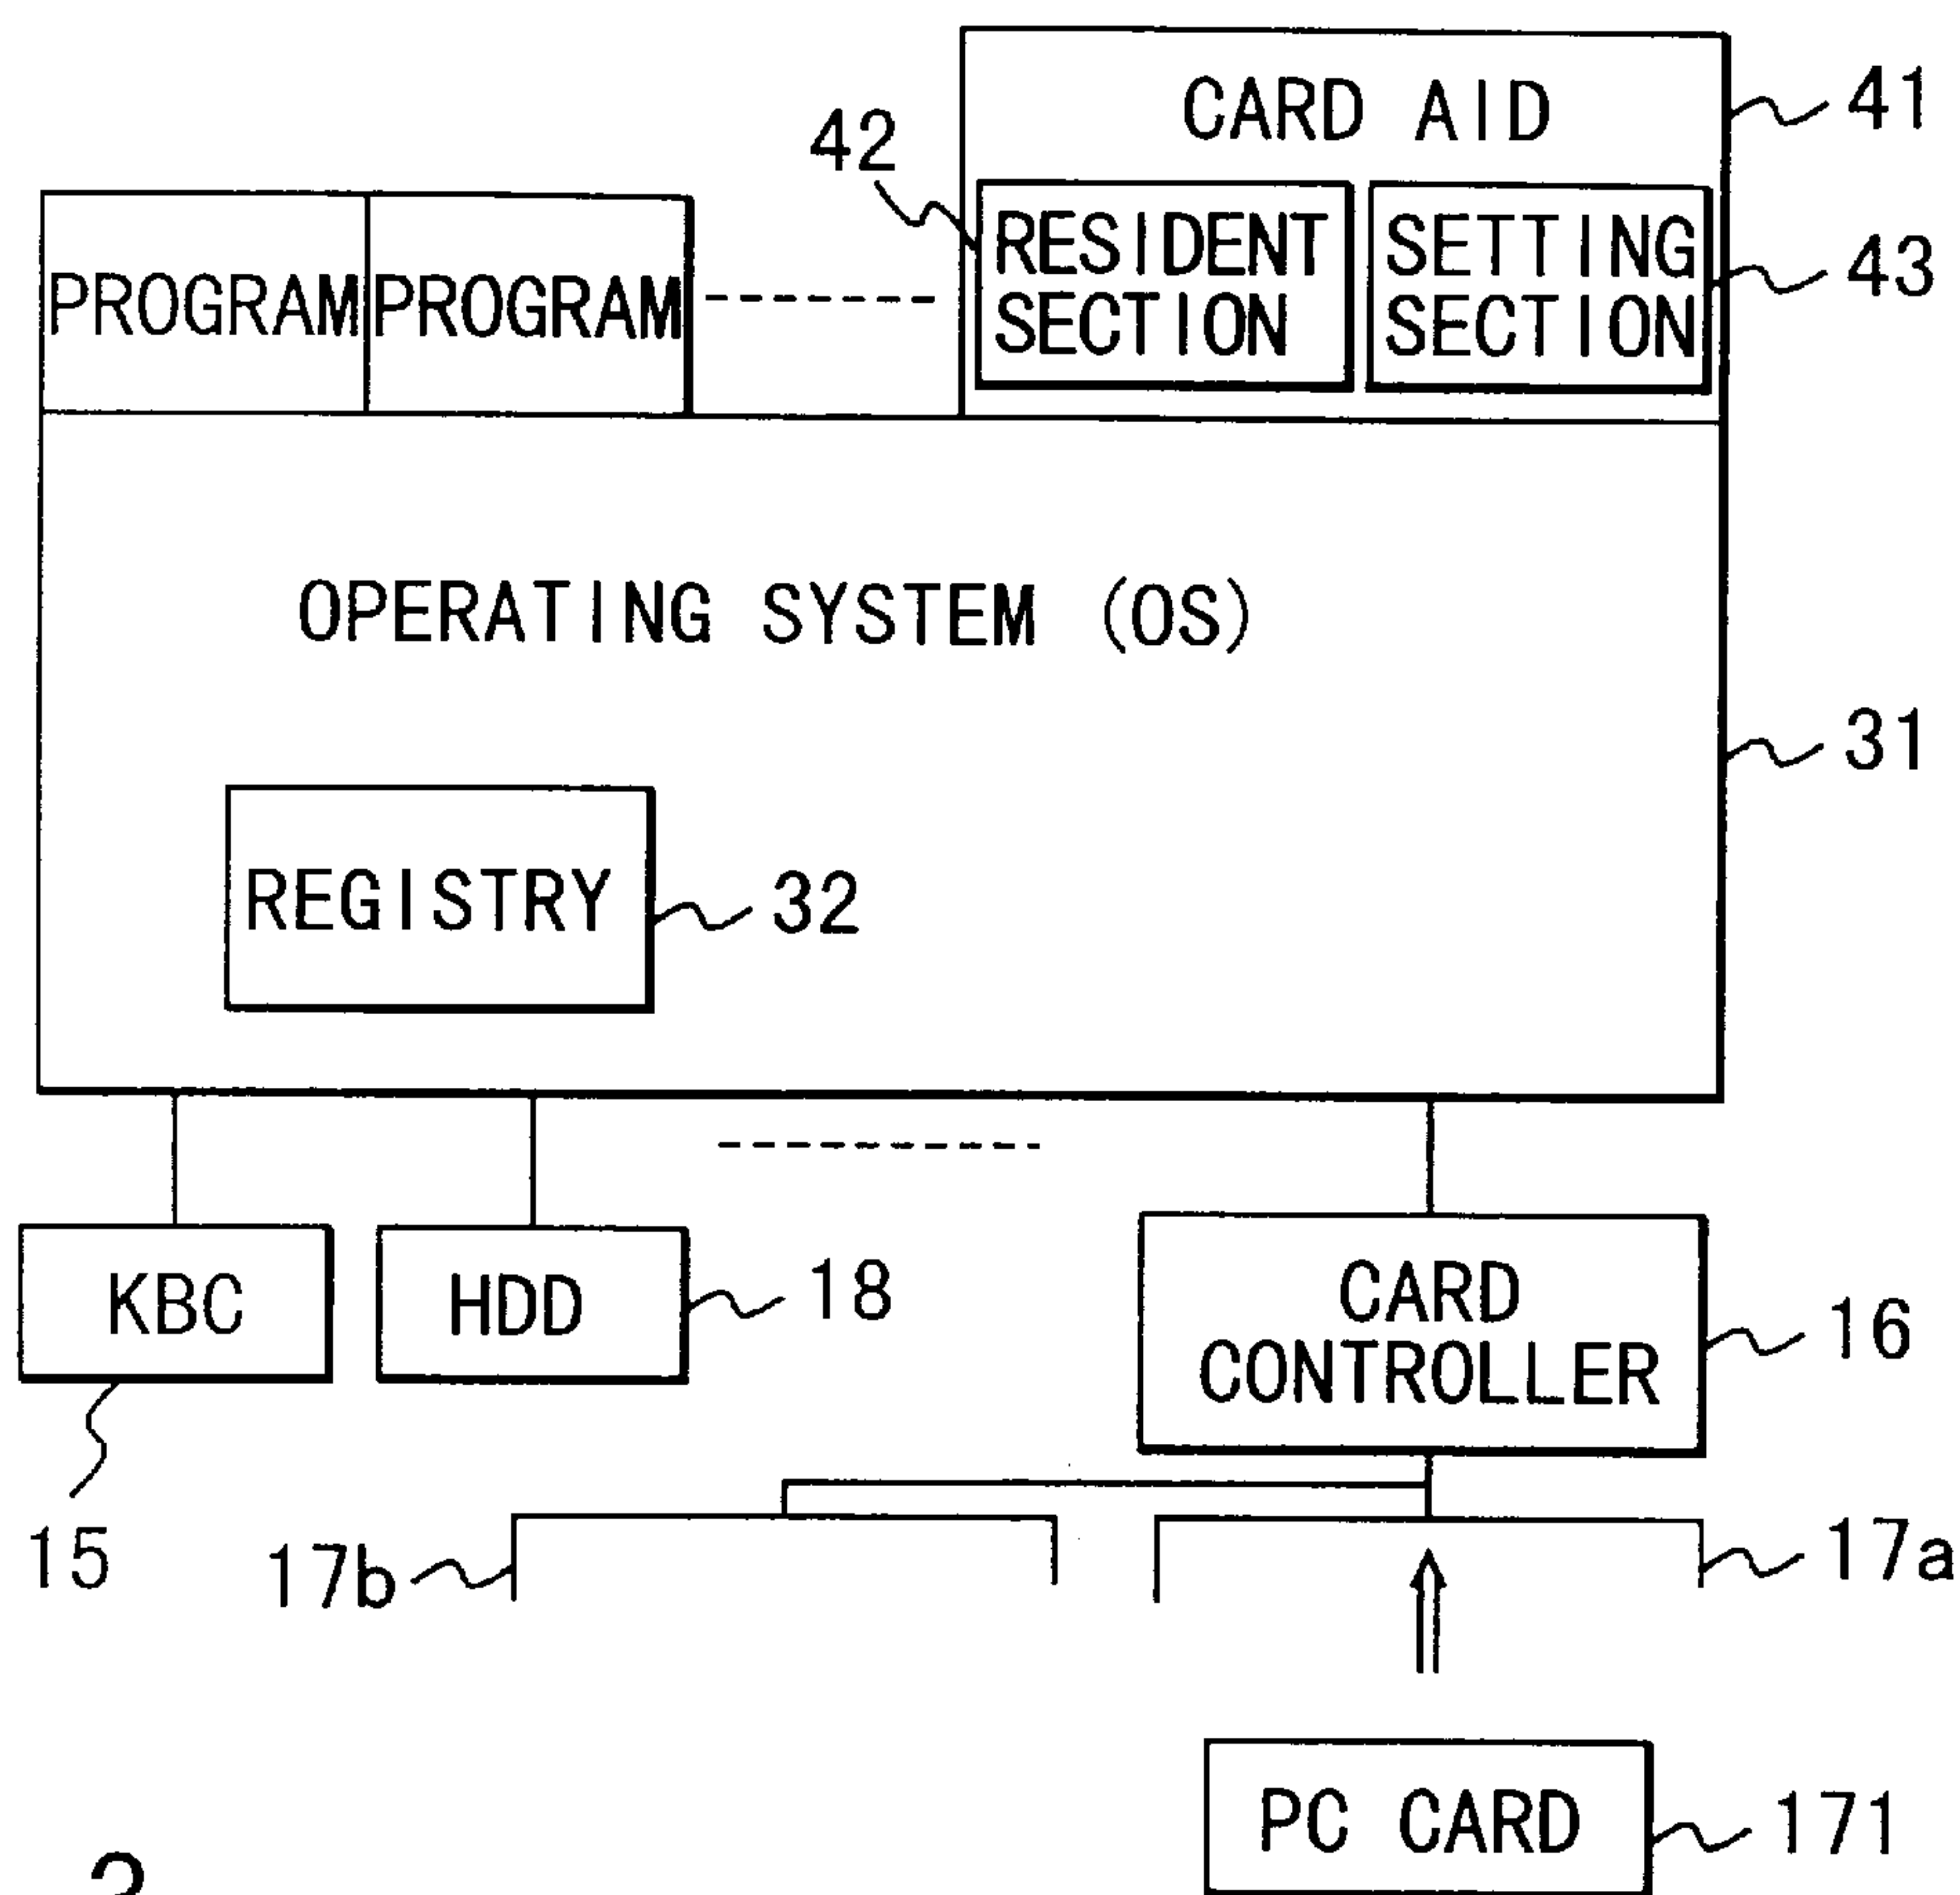 CARD AID
41
42
RESIDENT
SECTION
SETTING
SECTION
43
PROGRAM
PROGRAM
OPERATING SYSTEM (OS)
31
REGISTRY
32
KBC
HDD
18
CARD
CONTROLLER
16
15
17b
17a
PC CARD
171